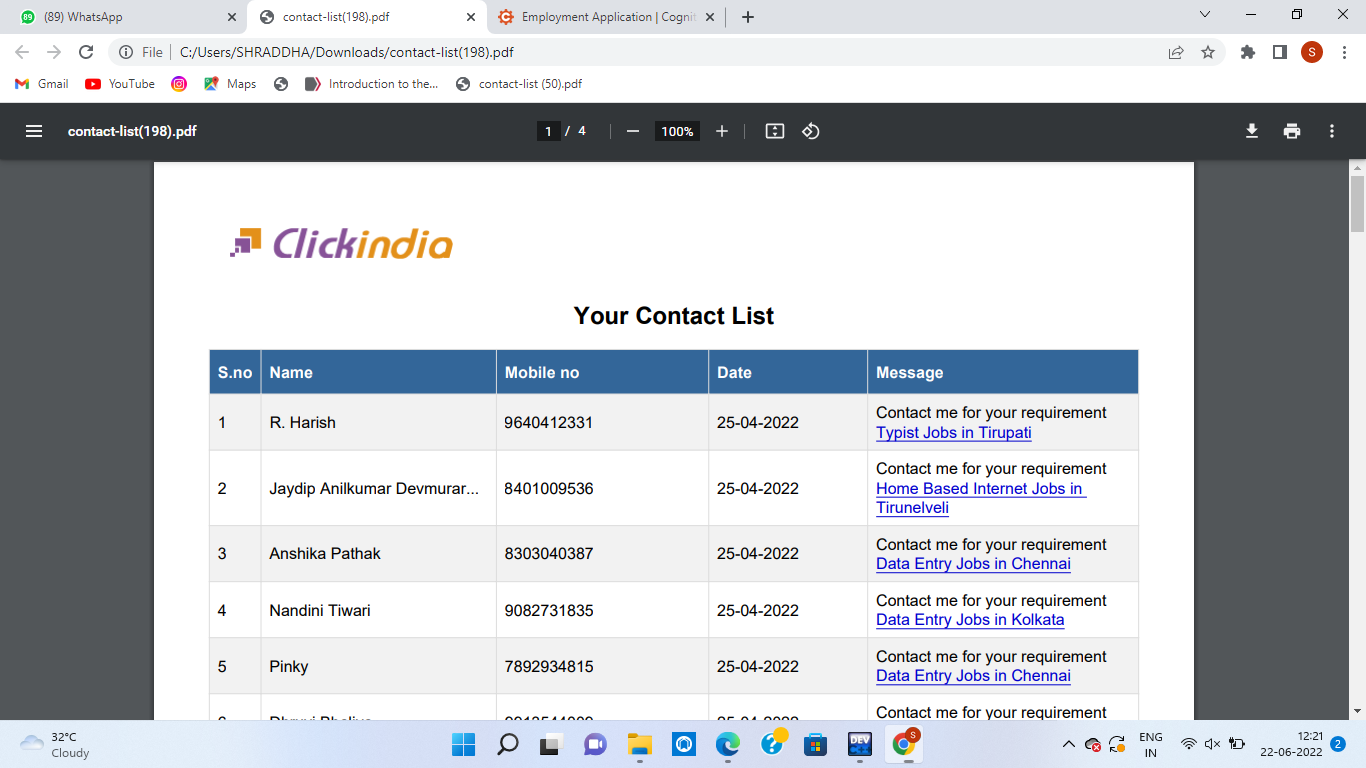 (89) WhatsApp
contact-list(198).pdf
Employment Application | Cognit
File
C:/Users/SHRADDHA/Downloads/contact-list(198).pdf
S
Gmail
YouTube
Maps
Introduction to the...
contact-list (50).pdf
contact-list(198).pdf
1 / 4
100%
Clickindia
Your Contact List
S.no Name Mobile no Date Message
1 R. Harish 9640412331 25-04-2022 Contact me for your requirement
Typist Jobs in Tirupati
2 Jaydip Anilkumar Devmurar... 8401009536 25-04-2022 Contact me for your requirement
Home Based Internet Jobs in
Tirunelveli
3 Anshika Pathak 8303040387 25-04-2022 Contact me for your requirement
Data Entry Jobs in Chennai
4 Nandini Tiwari 9082731835 25-04-2022 Contact me for your requirement
Data Entry Jobs in Kolkata
5 Pinky 7892934815 25-04-2022 Contact me for your requirement
Data Entry Jobs in Chennai
Contact me for your requirement
32°C
Cloudy
DEV
S
ENG
IN
12:21
22-06-2022
2